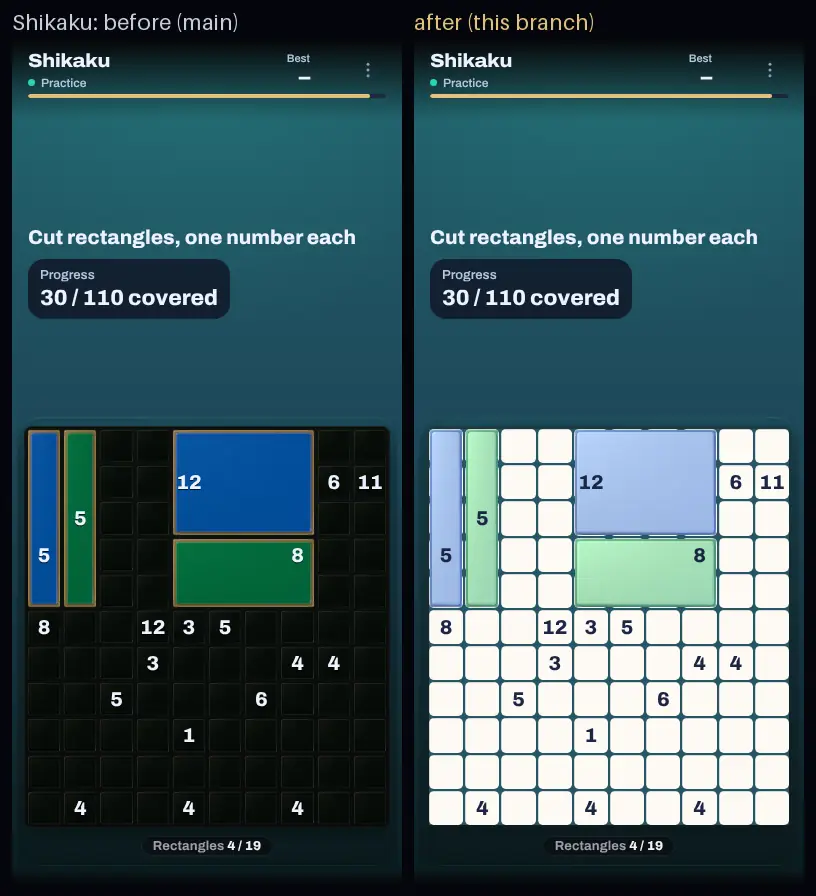 Shikaku: before (main)
Shikaku
Best
–
Practice
Cut rectangles, one number each
Progress
30 / 110 covered
12 6 11
5
5 8
8 12 3 5
3 4 4
5 6
1
4 4 4
Rectangles 4 / 19
after (this branch)
Shikaku
Best
–
Practice
Cut rectangles, one number each
Progress
30 / 110 covered
12 6 11
5
5 8
8 12 3 5
3 4 4
5 6
1
4 4 4
Rectangles 4 / 19